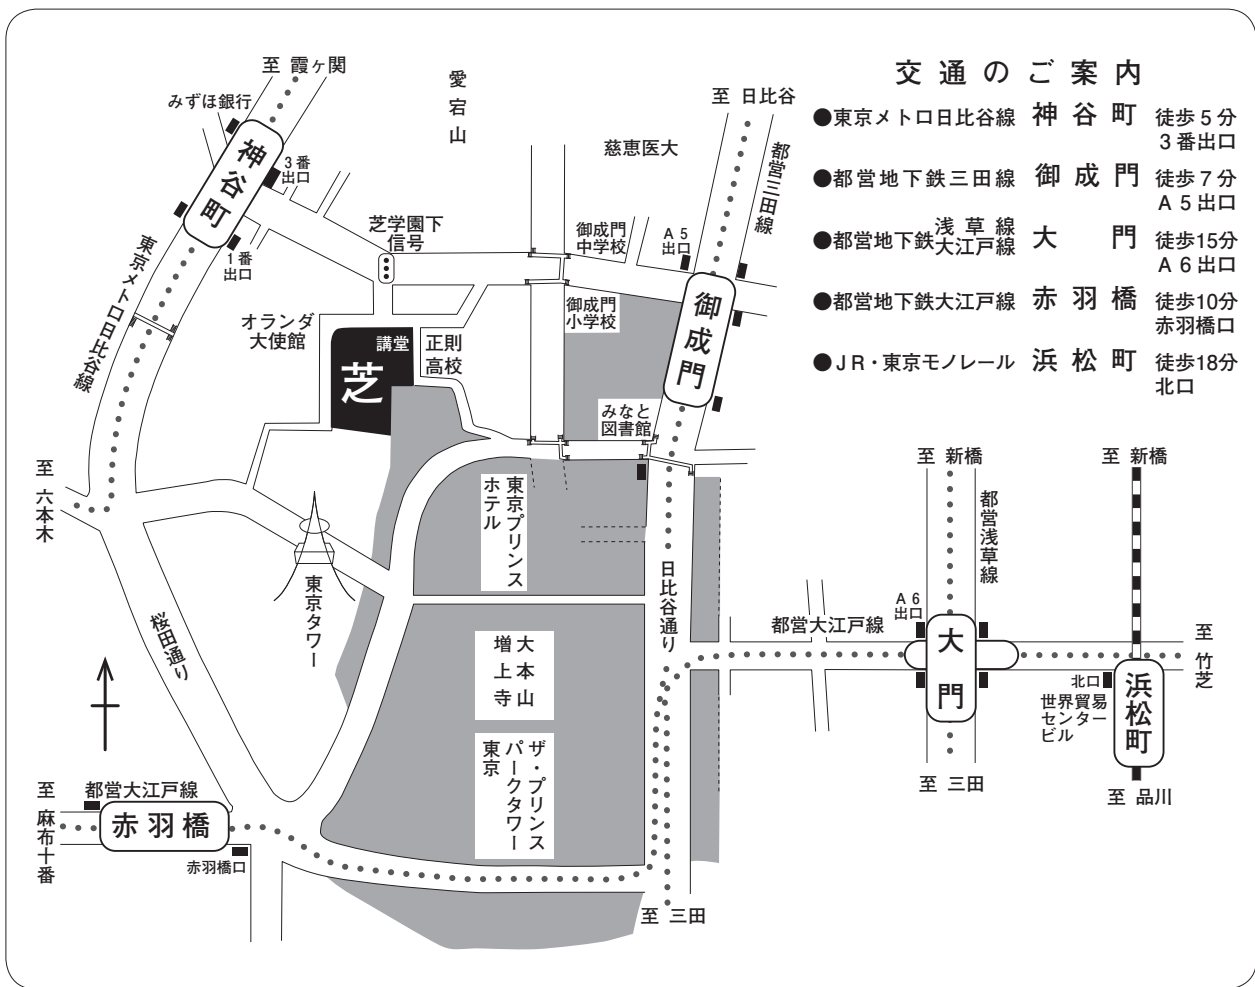 交通のご案内
●東京メトロ日比谷線 神谷町 徒歩5分
3番出口
●都営地下鉄三田線 御成門 徒歩7分
A5出口
●都営地下鉄浅草線大江戸線 大門 徒歩15分
A6出口
●都営地下鉄大江戸線 赤羽橋 徒歩10分
赤羽橋口
●JR・東京モノレール 浜松町 徒歩18分
北口
至 霞ヶ関
みずほ銀行
神谷町
3番
出口
1番
出口
東京メトロ日比谷線
愛宕山
慈恵医大
至 日比谷
都営三田線
芝学園下
信号
御成門
中学校
A5
出口
御成門
御成門
小学校
オランダ
大使館
講堂
芝
正則
高校
みなと
図書館
至 六本木
東京タワー
東京プリンス
ホテル
日比谷通り
桜田通り
大本山
増上寺
ザ・プリンス
パークタワー
東京
至 新橋
都営浅草線
A6
出口
都営大江戸線
大門
至 三田
至 新橋
至 竹芝
北口
世界貿易
センター
ビル
浜松町
至 品川
至 麻布十番
都営大江戸線
赤羽橋
赤羽橋口
至 三田